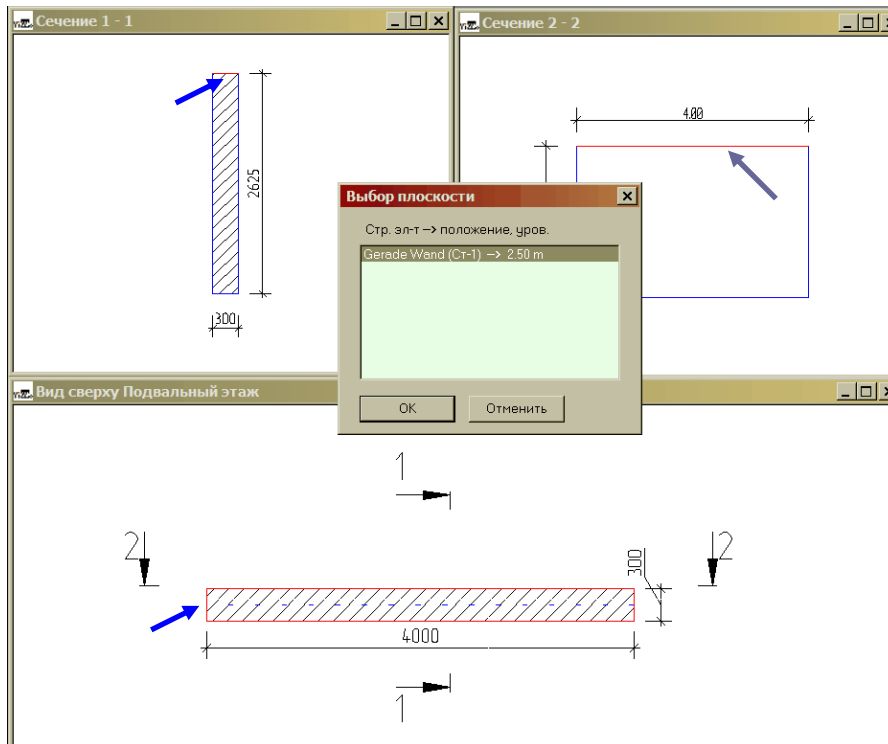 Сечение 1 - 1
2625
300
Сечение 2 - 2
4.00
Выбор плоскости
Стр. эл-т —> положение, уров.
Gerade Wand (Ст-1) —> 2.50 m
OK
Отменить
Вид сверху Подвальный этаж
1
2
2
300
4000
1